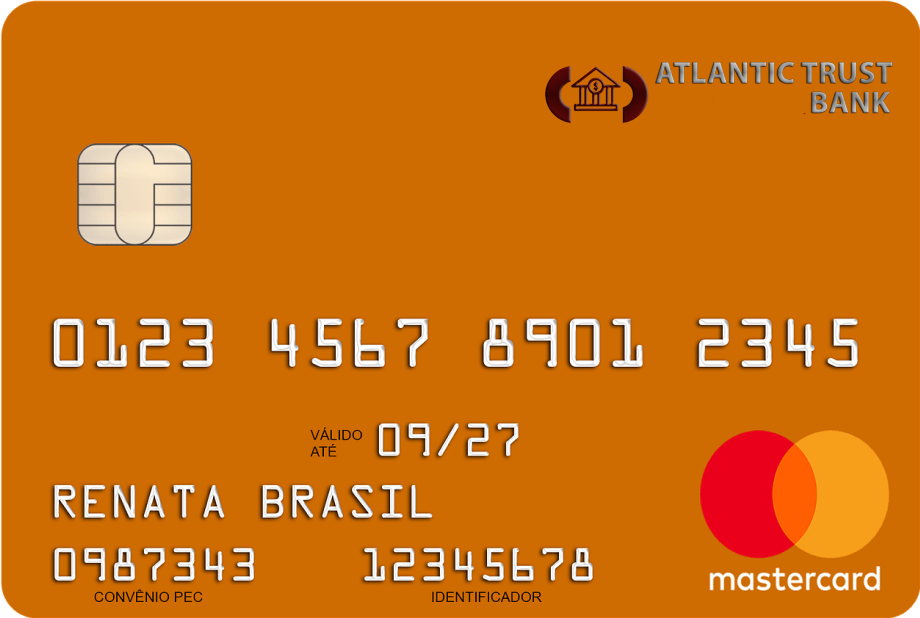 ATLANTIC TRUST
BANK
0123 4567 8901 2345
VÁLIDO
ATÉ
09/27
RENATA BRASIL
0987343 12345678
CONVÊNIO PEC IDENTIFICADOR
mastercard